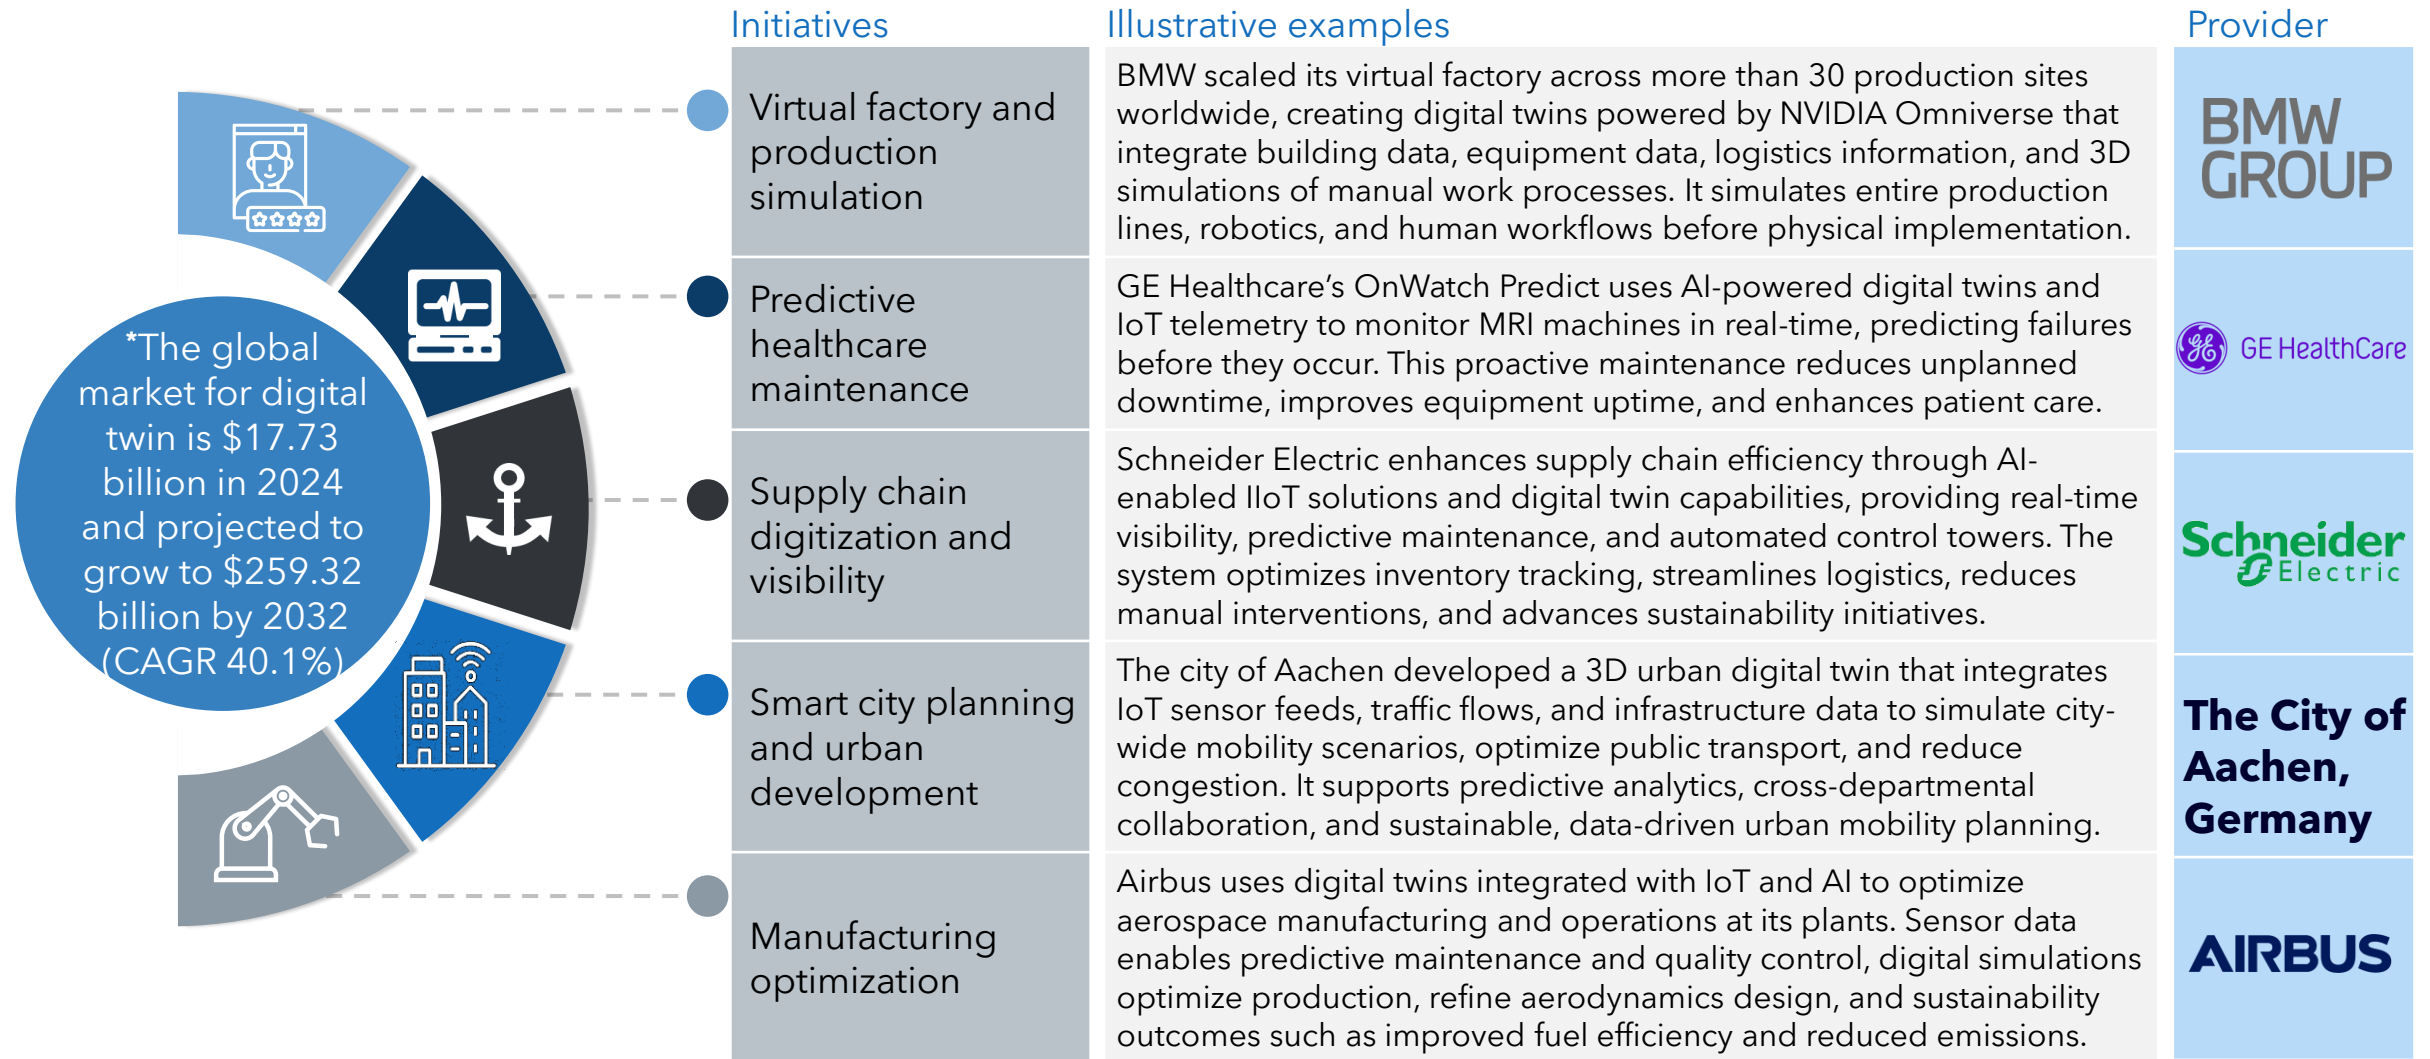 Initiatives
Illustrative examples
Provider
*The global
market for digital
twin is $17.73
billion in 2024
and projected to
grow to $259.32
billion by 2032
(CAGR 40.1%)
Virtual factory and
production
simulation
BMW scaled its virtual factory across more than 30 production sites
worldwide, creating digital twins powered by NVIDIA Omniverse that
integrate building data, equipment data, logistics information, and 3D
simulations of manual work processes. It simulates entire production
lines, robotics, and human workflows before physical implementation.
BMW
GROUP
Predictive
healthcare
maintenance
GE Healthcare’s OnWatch Predict uses AI-powered digital twins and
IoT telemetry to monitor MRI machines in real-time, predicting failures
before they occur. This proactive maintenance reduces unplanned
downtime, improves equipment uptime, and enhances patient care.
GE GE HealthCare
Supply chain
digitization and
visibility
Schneider Electric enhances supply chain efficiency through AI-
enabled IIoT solutions and digital twin capabilities, providing real-time
visibility, predictive maintenance, and automated control towers. The
system optimizes inventory tracking, streamlines logistics, reduces
manual interventions, and advances sustainability initiatives.
Schneider
Electric
Smart city planning
and urban
development
The city of Aachen developed a 3D urban digital twin that integrates
IoT sensor feeds, traffic flows, and infrastructure data to simulate city-
wide mobility scenarios, optimize public transport, and reduce
congestion. It supports predictive analytics, cross-departmental
collaboration, and sustainable, data-driven urban mobility planning.
The City of
Aachen,
Germany
Manufacturing
optimization
Airbus uses digital twins integrated with IoT and AI to optimize
aerospace manufacturing and operations at its plants. Sensor data
enables predictive maintenance and quality control, digital simulations
optimize production, refine aerodynamics design, and sustainability
outcomes such as improved fuel efficiency and reduced emissions.
AIRBUS